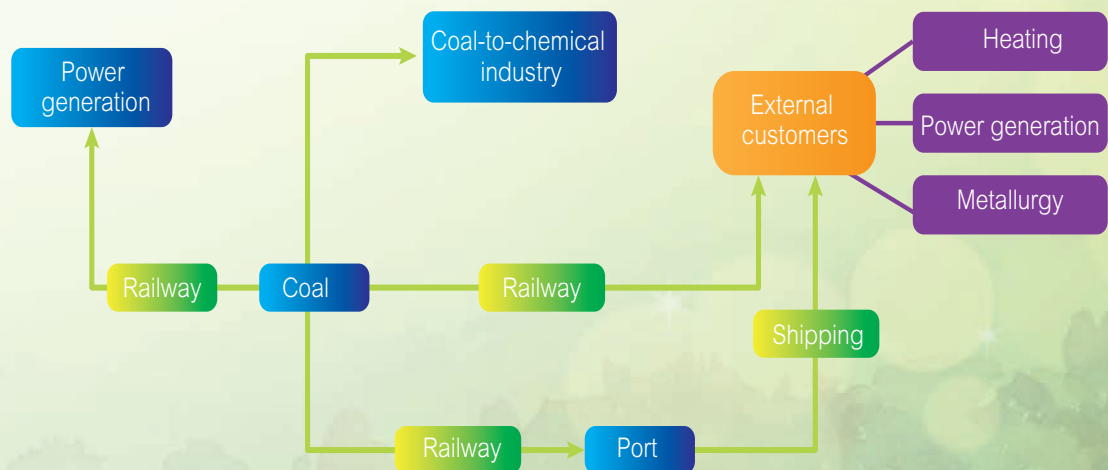 Power
generation
Coal-to-chemical
industry
External
customers
Heating
Power generation
Metallurgy
Railway
Coal
Railway
Shipping
Railway
Port